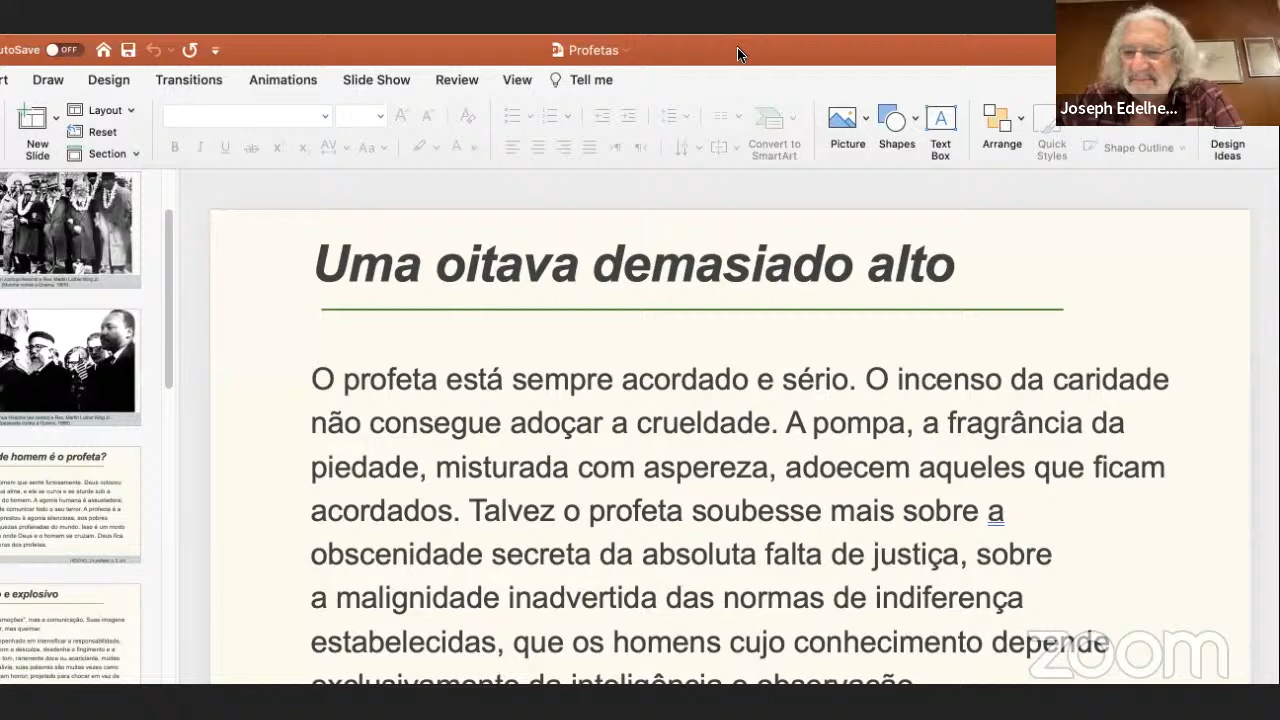 AutoSave OFF
Profetas
Joseph Edelhe...
Draw Design Transitions Animations Slide Show Review View Tell me
New Slide
Layout
Reset
Section
Convert to SmartArt
Picture
Shapes
Text Box
Arrange
Quick Styles
Shape Outline
Design Ideas
de homem é o profeta?
e explosivo
Uma oitava demasiado alto
O profeta está sempre acordado e sério. O incenso da caridade
não consegue adoçar a crueldade. A pompa, a fragrância da
piedade, misturada com aspereza, adoecem aqueles que ficam
acordados. Talvez o profeta soubesse mais sobre a
obscenidade secreta da absoluta falta de justiça, sobre
a malignidade inadvertida das normas de indiferença
estabelecidas, que os homens cujo conhecimento depende
exclusivamente da inteligência e observação
zoom